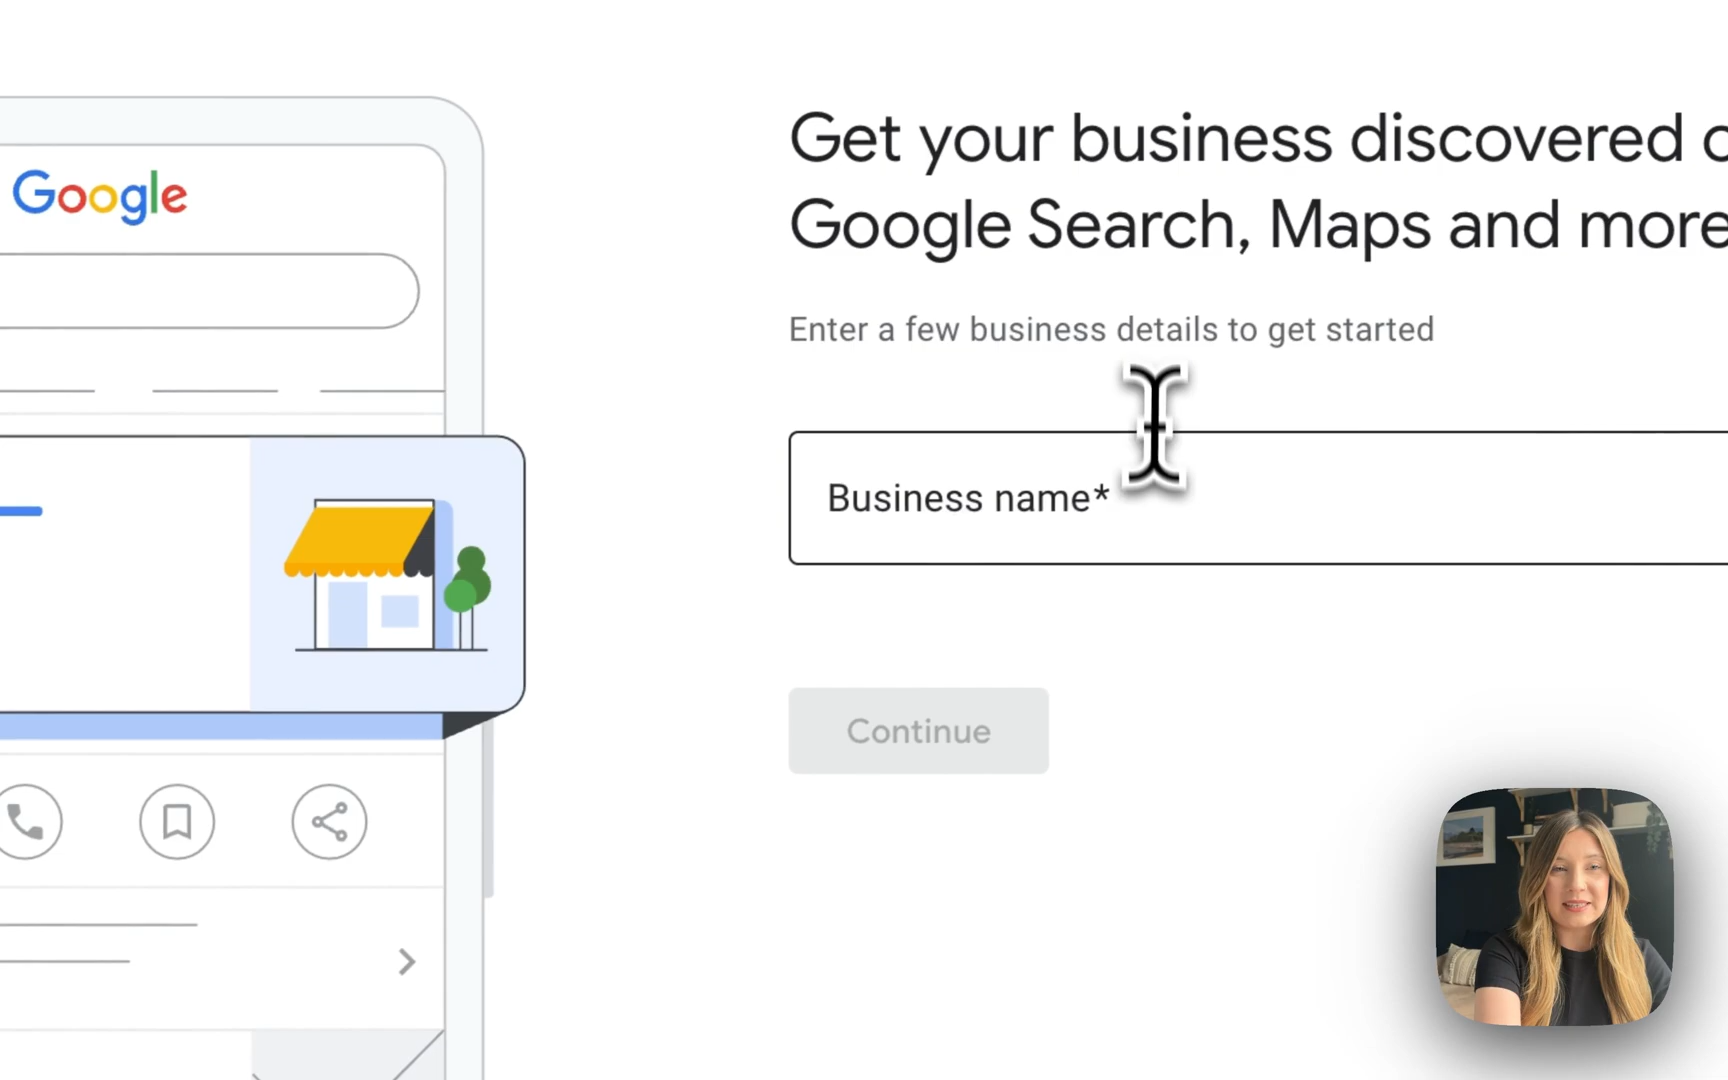 Google
Get your business discovered
Google Search, Maps and more
Enter a few business details to get started
Business name*
Continue